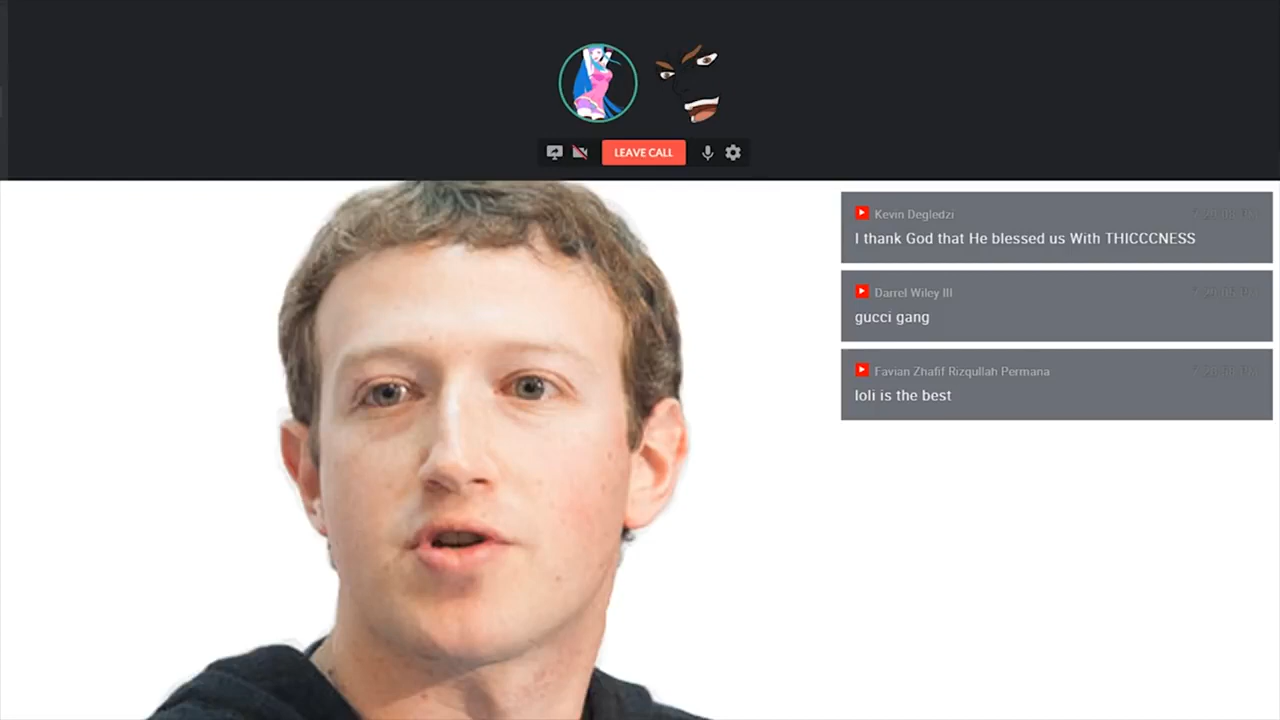 LEAVE CALL
Kevin Degledzi
I thank God that He blessed us With THICCCNESS
Darrel Wiley III
gucci gang
Favian Zhafif Rizqullah Permana
loli is the best